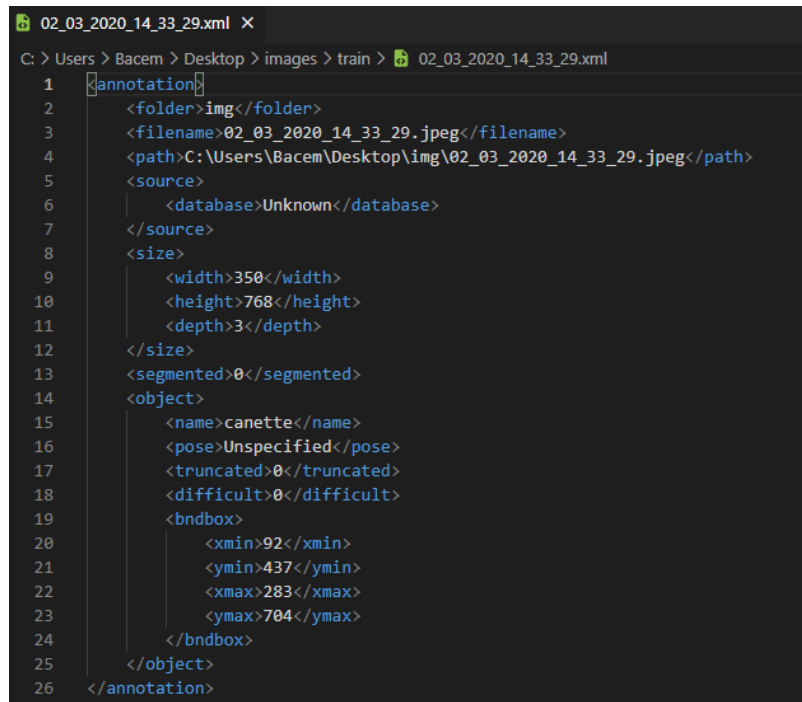 02_03_2020_14_33_29.xml ×
C: > Users > Bacem > Desktop > images > train > 02_03_2020_14_33_29.xml
1 <annotation>
2 <folder>img</folder>
3 <filename>02_03_2020_14_33_29.jpeg</filename>
4 <path>C:\Users\Bacem\Desktop\img\02_03_2020_14_33_29.jpeg</path>
5 <source>
6 <database>Unknown</database>
7 </source>
8 <size>
9 <width>350</width>
10 <height>768</height>
11 <depth>3</depth>
12 </size>
13 <segmented>0</segmented>
14 <object>
15 <name>canette</name>
16 <pose>Unspecified</pose>
17 <truncated>0</truncated>
18 <difficult>0</difficult>
19 <bndbox>
20 <xmin>92</xmin>
21 <ymin>437</ymin>
22 <xmax>283</xmax>
23 <ymax>704</ymax>
24 </bndbox>
25 </object>
26 </annotation>